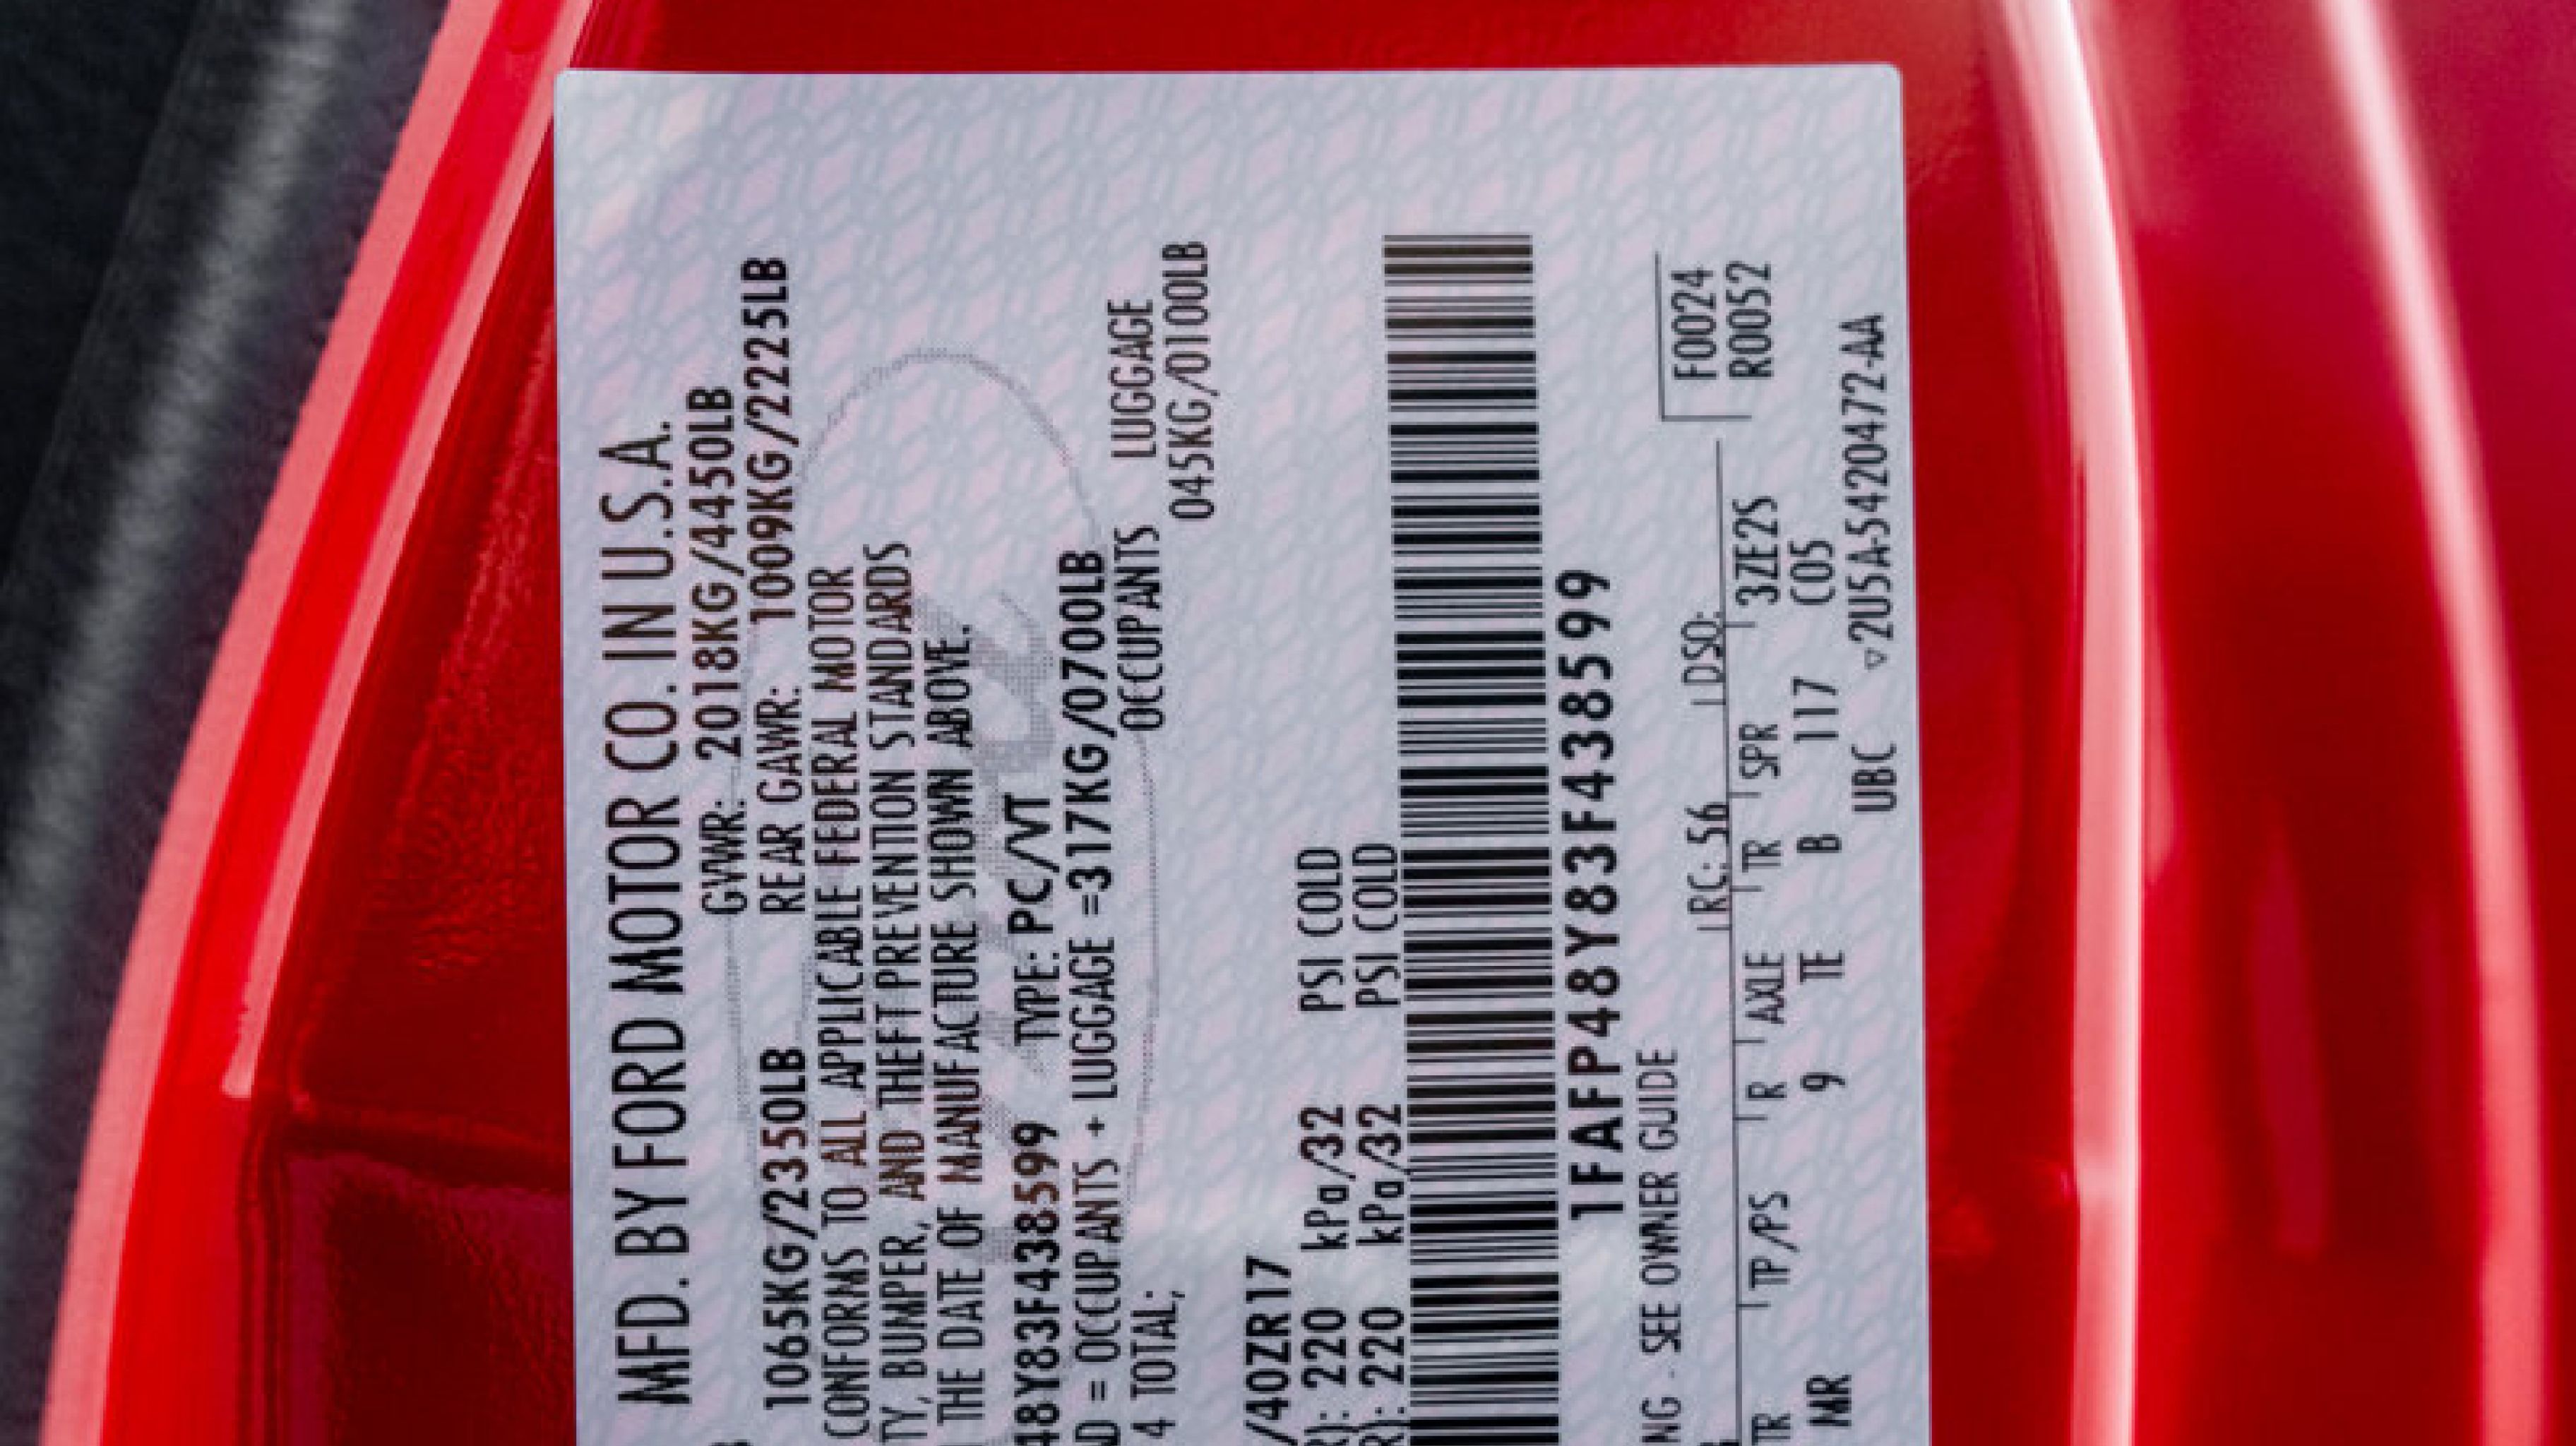 MFD. BY FORD MOTOR CO. IN U.S.A.
GVWR: 2018KG/4450LB
1065KG/2350LB REAR GAWR: 1009KG/2225LB
CONFORMS TO ALL APPLICABLE FEDERAL MOTOR
TY, BUMPER, AND THEFT PREVENTION STANDARDS
THE DATE OF MANUFACTURE SHOWN ABOVE.
48Y83F438599 TYPE: PC/VT
D = OCCUPANTS + LUGGAGE =317KG/0700LB
4 TOTAL; OCCUPANTS LUGGAGE
045KG/0100LB
/40ZR17
R): 220 kPa/32 PSI COLD
R): 220 kPa/32 PSI COLD
1FAFP48Y83F438599
NG - SEE OWNER GUIDE
RC: 56 DSO:
F0024
R0052
TR TP/PS R AXLE TR SPR 3ZE2S
MR 9 TE B 117 C05
UBC ▽2U5A-5420472-AA